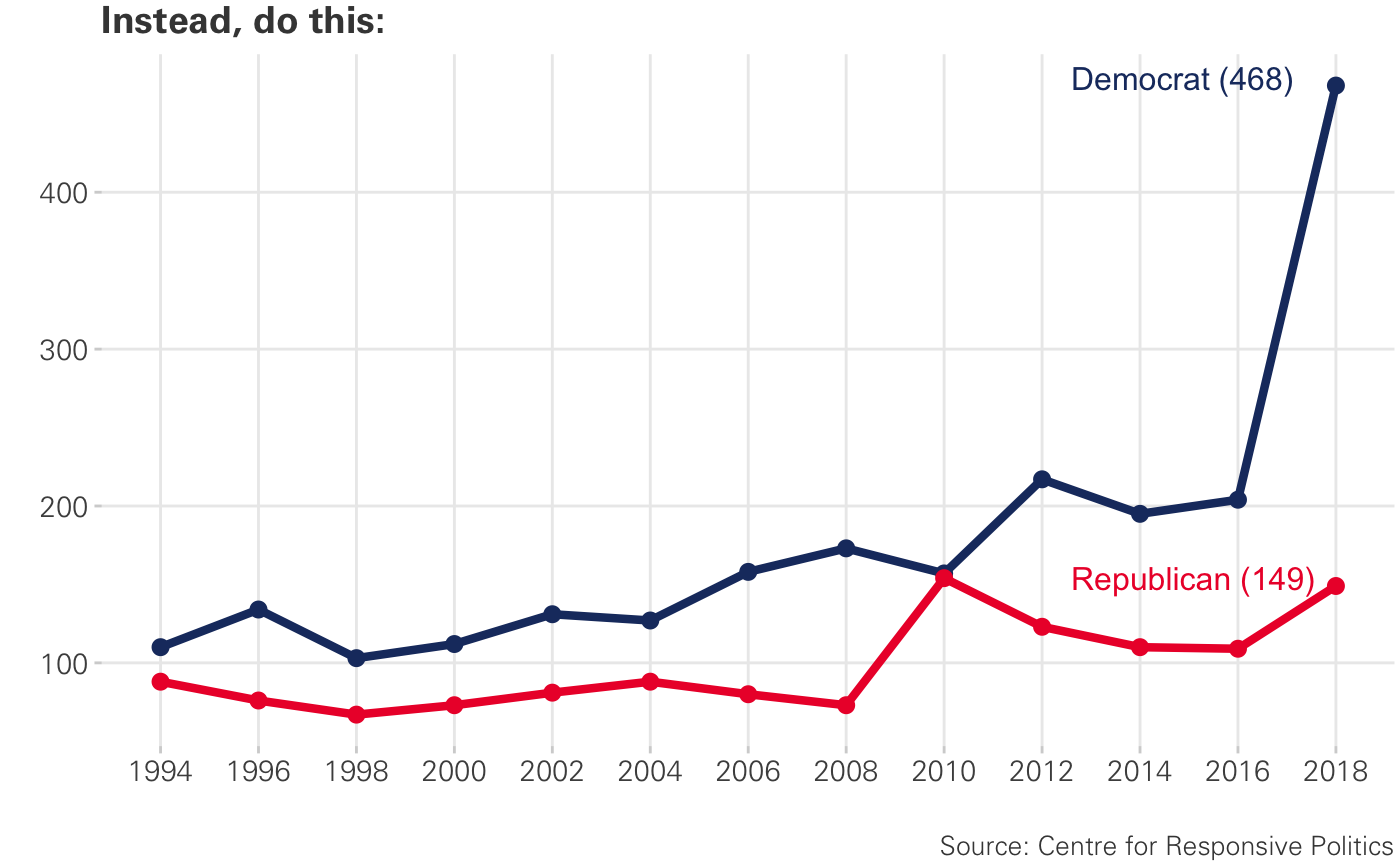 Instead, do this:
Democrat (468)
400
300
200
Republican (149)
100
1994 1996 1998 2000 2002 2004 2006 2008 2010 2012 2014 2016 2018
Source: Centre for Responsive Politics